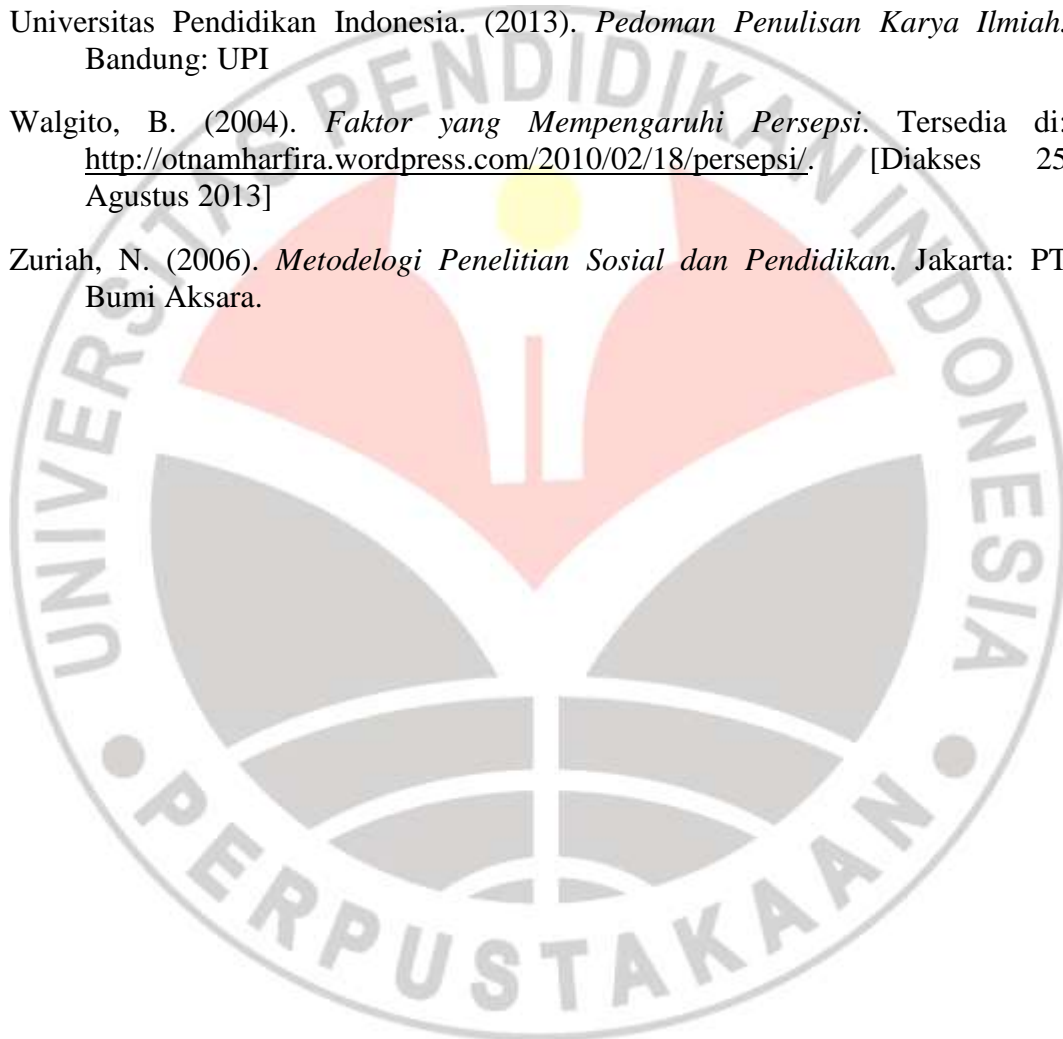 Universitas Pendidikan Indonesia. (2013). Pedoman Penulisan Karya Ilmiah.
Bandung: UPI
Walgito, B. (2004). Faktor yang Mempengaruhi Persepsi. Tersedia di:
http://otnamharfira.wordpress.com/2010/02/18/persepsi/. [Diakses 25
Agustus 2013]
Zuriah, N. (2006). Metodelogi Penelitian Sosial dan Pendidikan. Jakarta: PT
Bumi Aksara.
UNIVERSITAS PENDIDIKAN INDONESIA
PERPUSTAKAAN